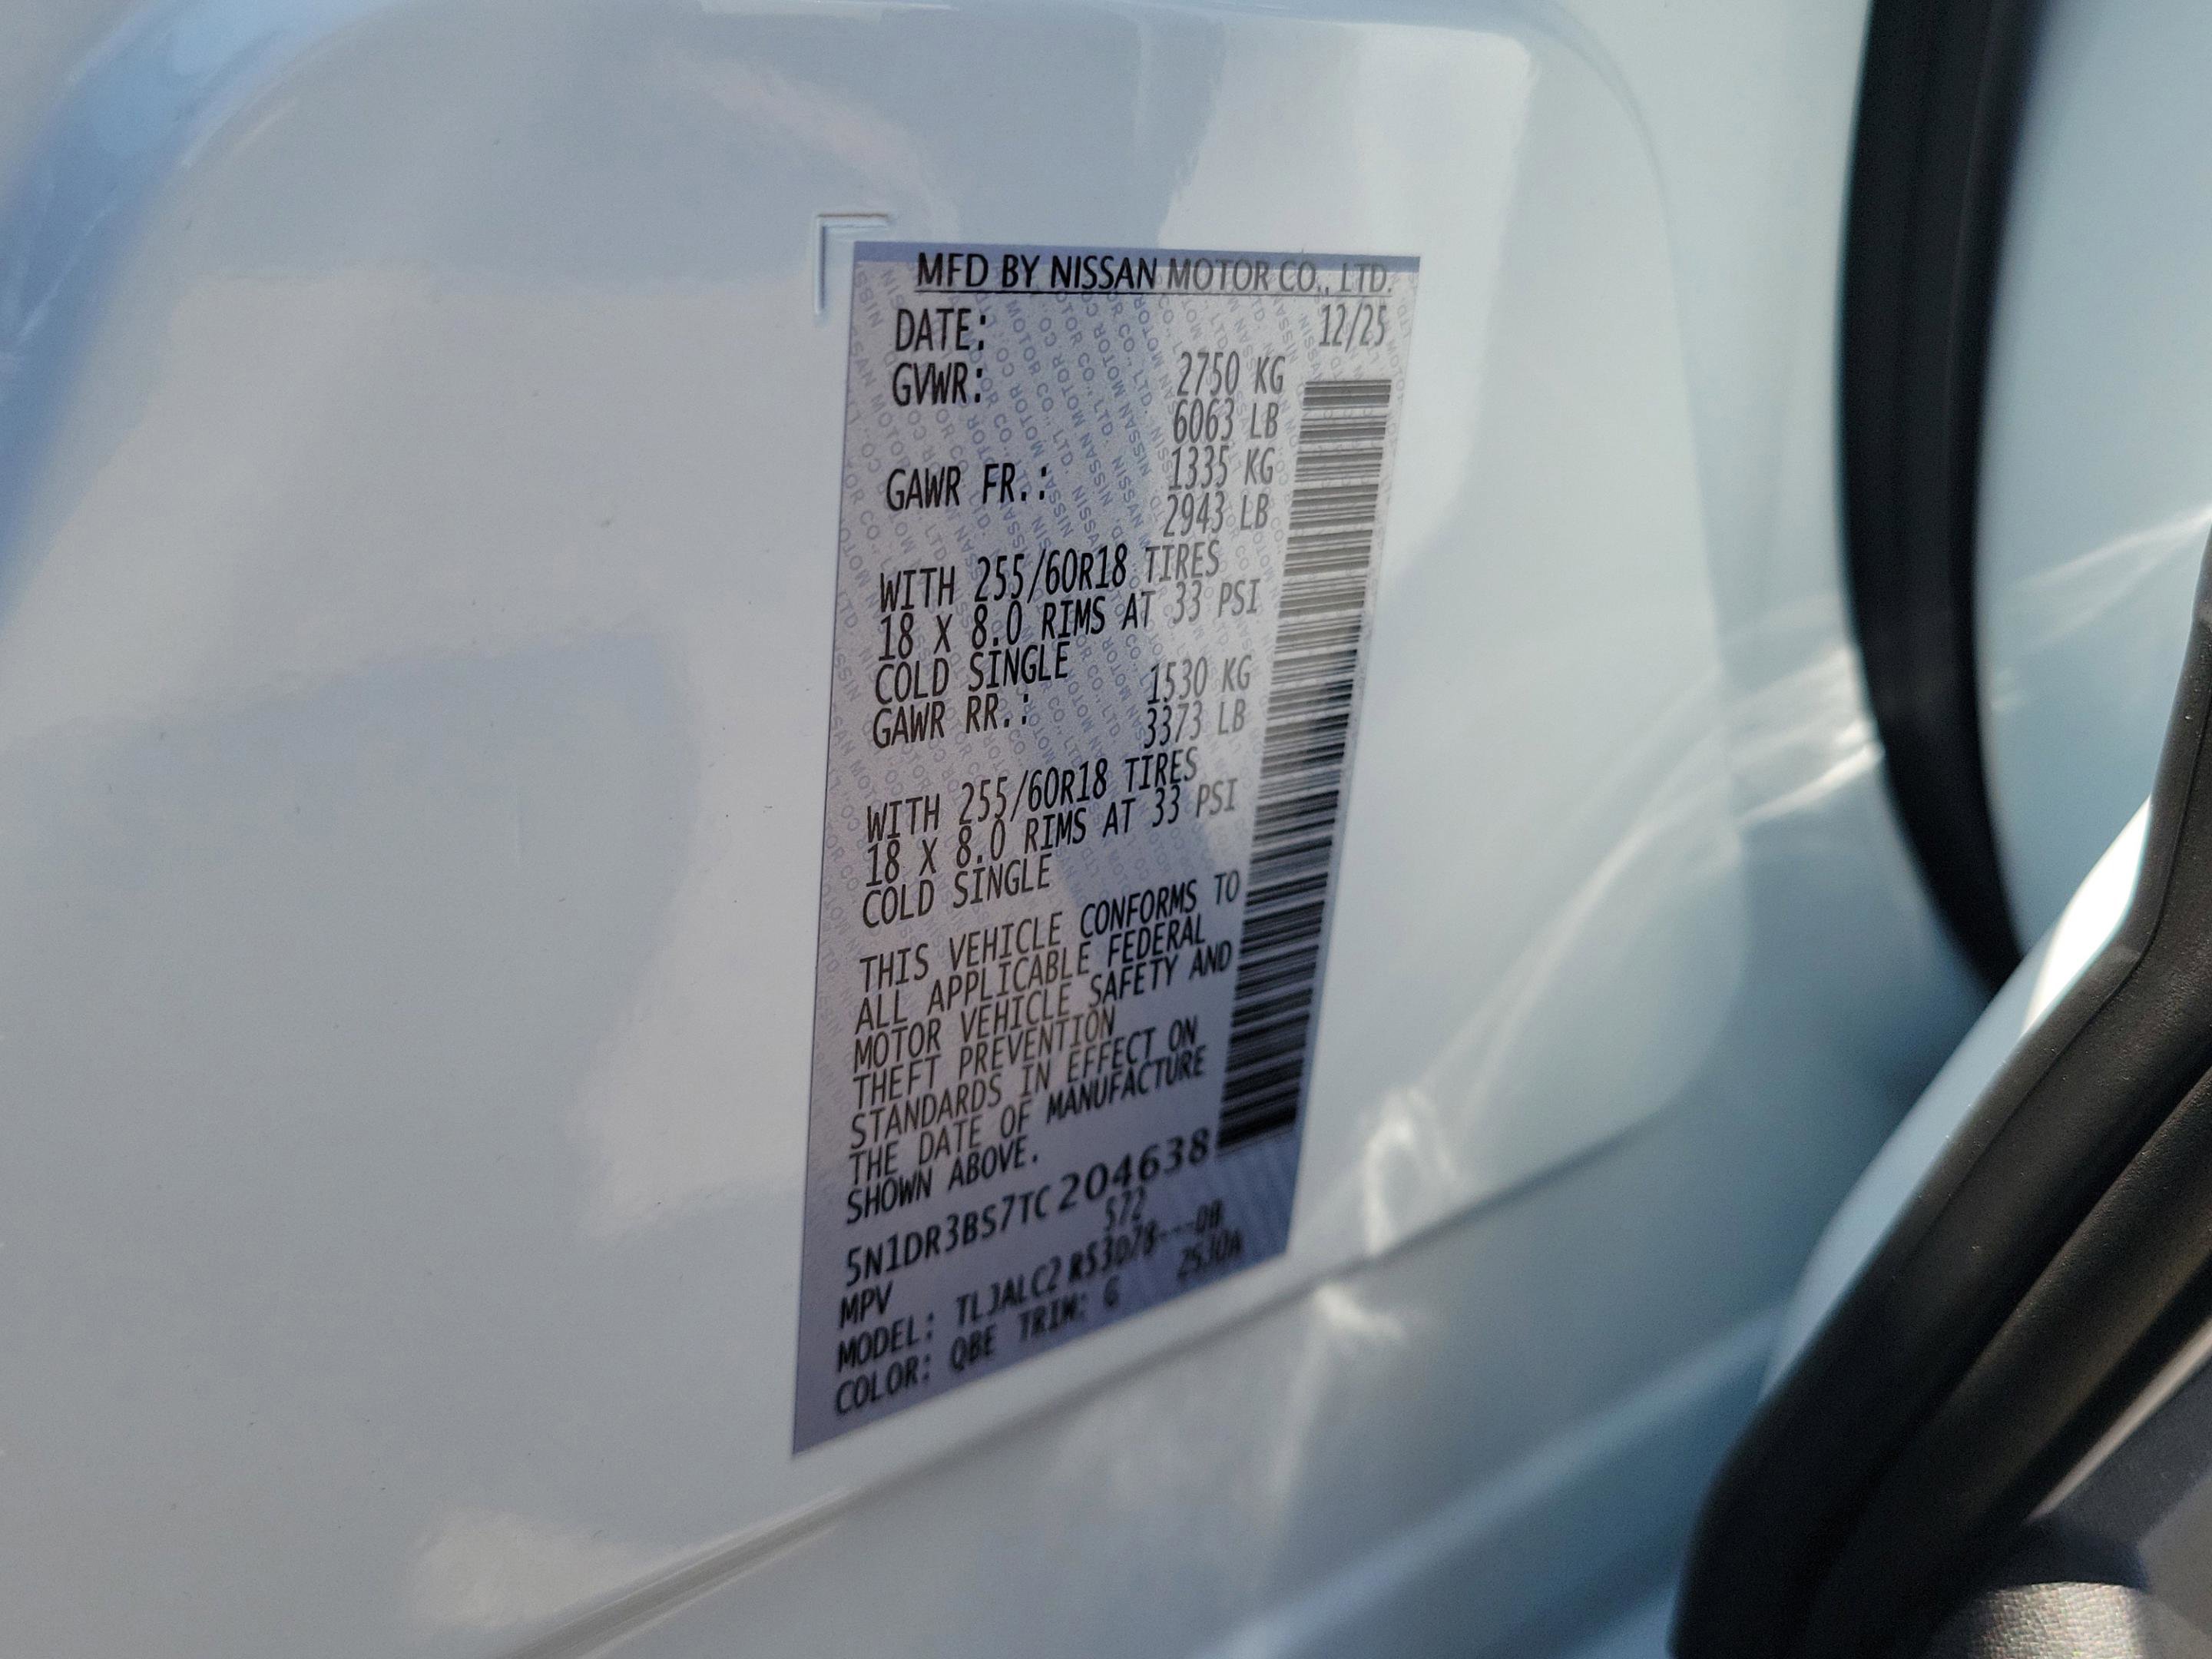 MFD BY NISSAN MOTOR CO., LTD.
DATE: 12/25
GVWR: 2750 KG
6063 LB
GAWR FR.: 1335 KG
2943 LB
WITH 255/60R18 TIRES
18 X 8.0 RIMS AT 33 PSI
COLD SINGLE
GAWR RR.: 1530 KG
3373 LB
WITH 255/60R18 TIRES
18 X 8.0 RIMS AT 33 PSI
COLD SINGLE
THIS VEHICLE CONFORMS TO
ALL APPLICABLE FEDERAL
MOTOR VEHICLE SAFETY AND
THEFT PREVENTION
STANDARDS IN EFFECT ON
THE DATE OF MANUFACTURE
SHOWN ABOVE.
5N1DR3BS7TC204638
MPV S72
MODEL:
COLOR: QBE TRIM: G